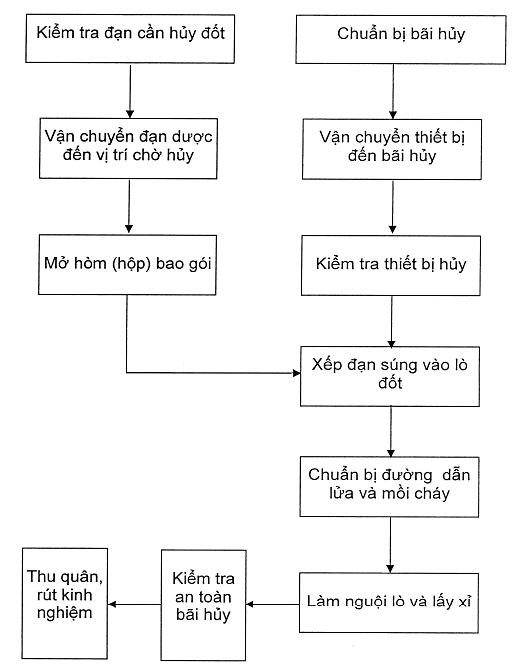 Kiểm tra đạn cần hủy đốt
Chuẩn bị bãi hủy
Vận chuyển đạn dược
đến vị trí chờ hủy
Vận chuyển thiết bị
đến bãi hủy
Mở hòm (hộp) bao gói
Kiểm tra thiết bị hủy
Xếp đạn súng vào lò
đốt
Chuẩn bị đường dẫn
lửa và mồi cháy
Thu quân,
rút kinh
nghiệm
Kiểm tra
an toàn
bãi hủy
Làm nguội lò và lấy xỉ